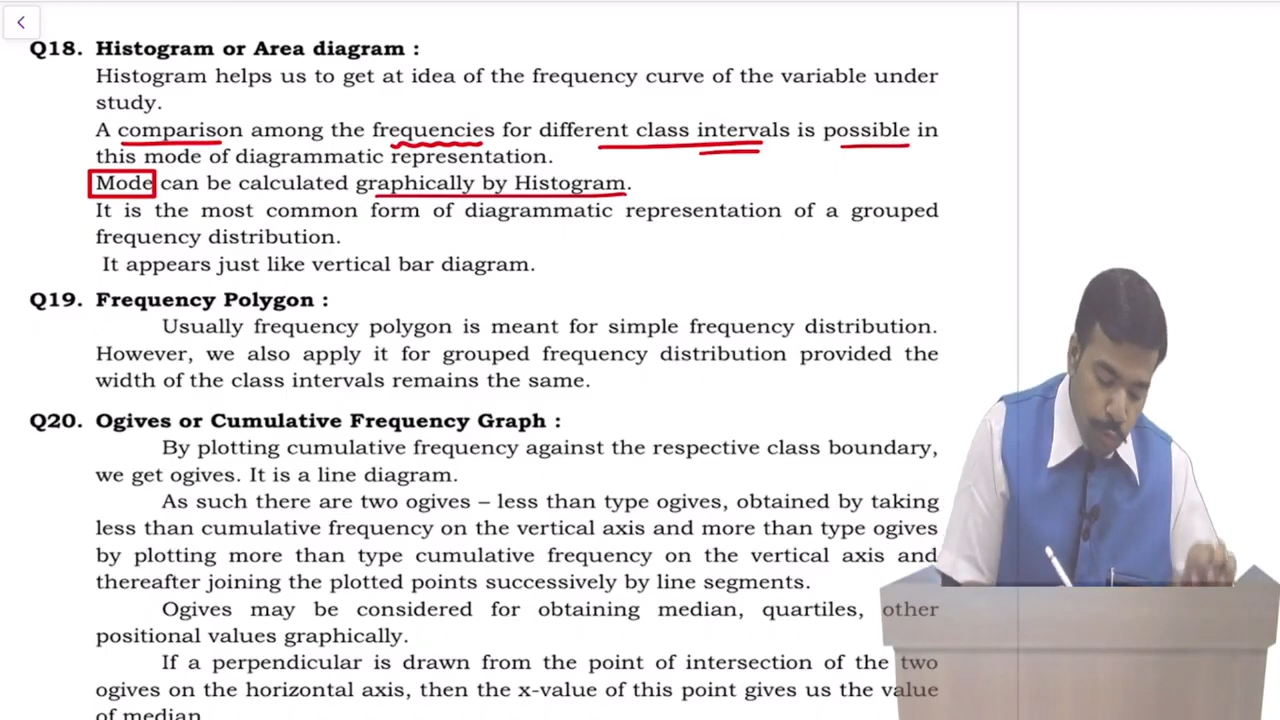 Q18. Histogram or Area diagram :
Histogram helps us to get at idea of the frequency curve of the variable under
study.
A comparison among the frequencies for different class intervals is possible in
this mode of diagrammatic representation.
Mode can be calculated graphically by Histogram.
It is the most common form of diagrammatic representation of a grouped
frequency distribution.
It appears just like vertical bar diagram.
Q19. Frequency Polygon :
Usually frequency polygon is meant for simple frequency distribution.
However, we also apply it for grouped frequency distribution provided the
width of the class intervals remains the same.
Q20. Ogives or Cumulative Frequency Graph :
By plotting cumulative frequency against the respective class boundary,
we get ogives. It is a line diagram.
As such there are two ogives – less than type ogives, obtained by taking
less than cumulative frequency on the vertical axis and more than type ogives
by plotting more than type cumulative frequency on the vertical axis and
thereafter joining the plotted points successively by line segments.
Ogives may be considered for obtaining median, quartiles, other
positional values graphically.
If a perpendicular is drawn from the point of intersection of the two
ogives on the horizontal axis, then the x-value of this point gives us the value
of median